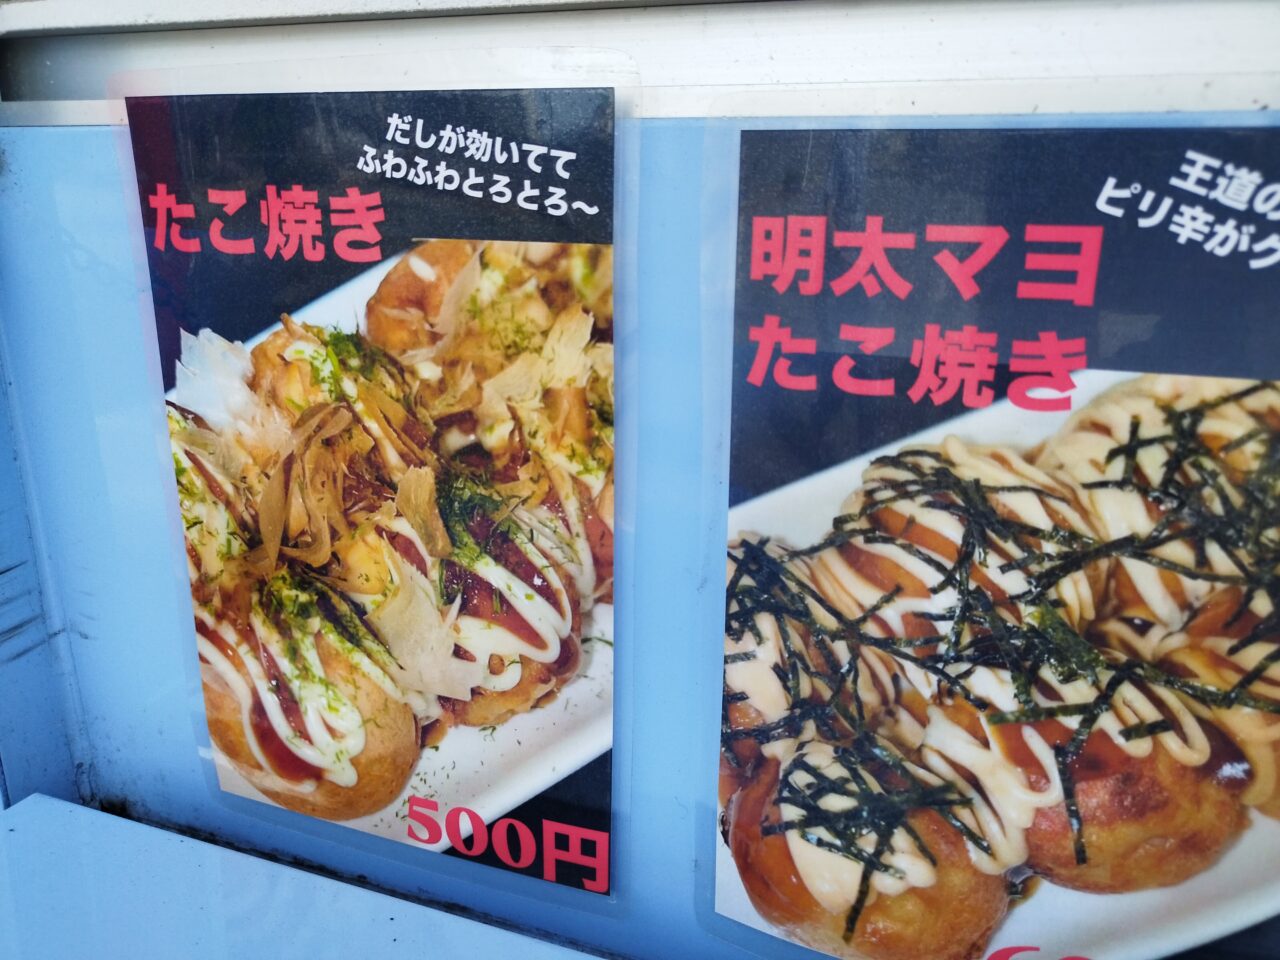 だしが効いてて
ふわふわとろとろ～
たこ焼き
500円
王道の
ピリ辛がク
明太マヨ
たこ焼き